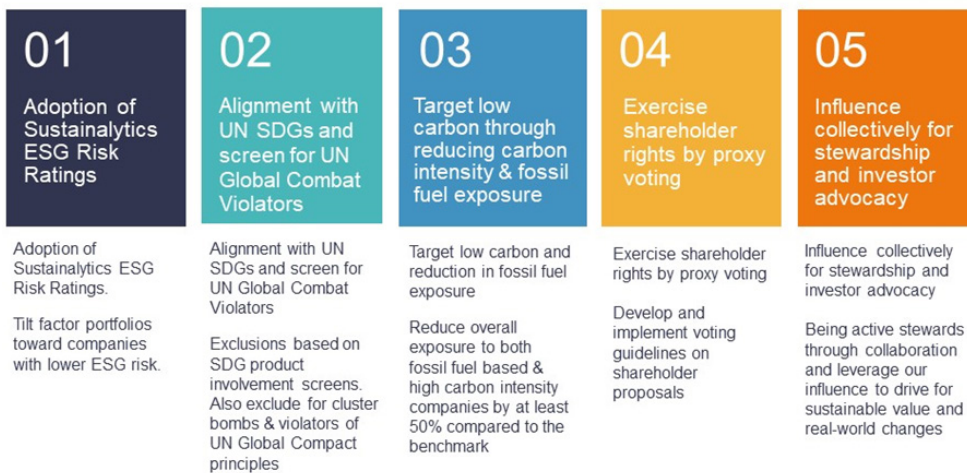 01
Adoption of
Sustainalytics
ESG Risk
Ratings
02
Alignment with
UN SDGs and
screen for UN
Global Combat
Violators
03
Target low
carbon through
reducing carbon
intensity & fossil
fuel exposure
04
Exercise
shareholder
rights by proxy
voting
05
Influence
collectively for
stewardship
and investor
advocacy
Adoption of
Sustainalytics ESG
Risk Ratings.
Tilt factor portfolios
toward companies
with lower ESG risk.
Alignment with UN
SDGs and screen for
UN Global Combat
Violators
Exclusions based on
SDG product
involvement screens.
Also exclude for cluster
bombs & violators of
UN Global Compact
principles
Target low carbon and
reduction in fossil fuel
exposure
Reduce overall
exposure to both
fossil fuel based &
high carbon intensity
companies by at least
50% compared to the
benchmark
Exercise shareholder
rights by proxy voting
Develop and
implement voting
guidelines on
shareholder
proposals
Influence collectively
for stewardship and
investor advocacy
Being active stewards
through collaboration
and leverage our
influence to drive for
sustainable value and
real-world changes